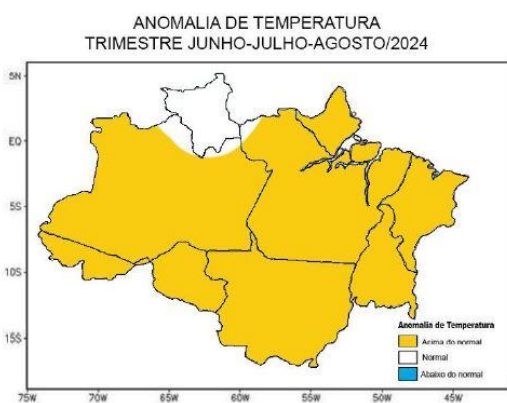 ANOMALIA DE TEMPERATURA
TRIMESTRE JUNHO-JULHO-AGOSTO/2024
5N
EQ
5S
10S
15S
75W 70W 65W 60W 55W 50W 45W
Anomalia de Temperatura
Acima do normal
Normal
Abaixo do normal